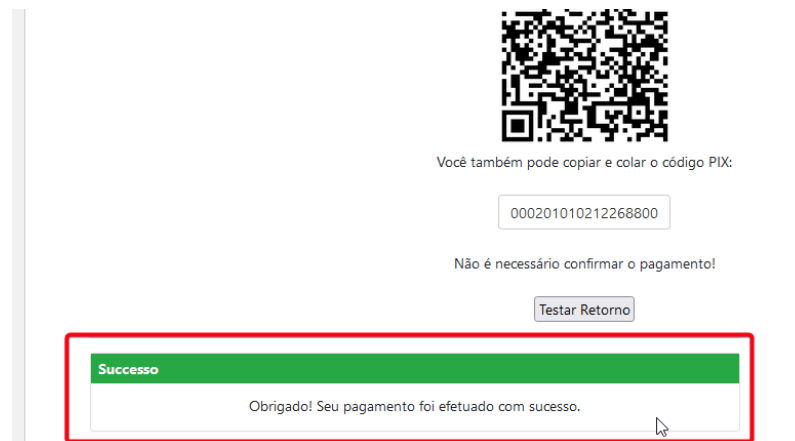 Você também pode copiar e colar o código PIX:
000201010212268800
Não é necessário confirmar o pagamento!
Testar Retorno
Successo
Obrigado! Seu pagamento foi efetuado com sucesso.